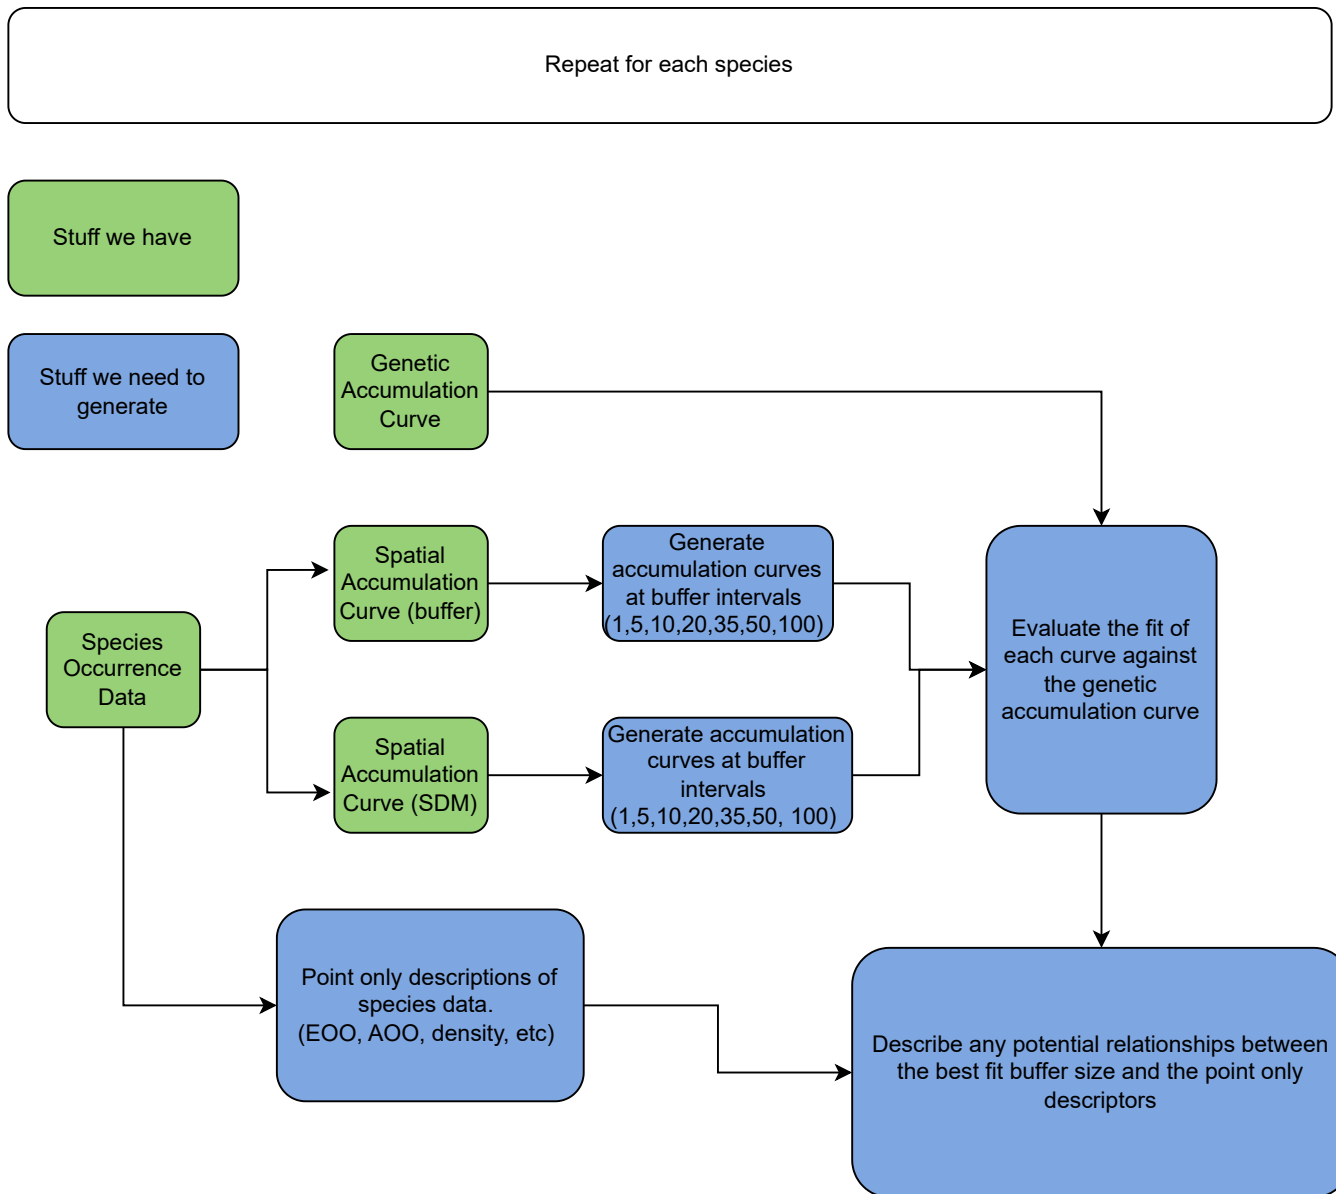 Repeat for each species
Stuff we have
Stuff we need to
generate
Genetic
Accumulation
Curve
Spatial
Accumulation
Curve (buffer)
Generate
accumulation curves
at buffer intervals
(1,5,10,20,35,50,100)
Evaluate the fit of
each curve against
the genetic
accumulation curve
Species
Occurrence
Data
Spatial
Accumulation
Curve (SDM)
Generate accumulation
curves at buffer
intervals
(1,5,10,20,35,50, 100)
Point only descriptions of
species data.
(EOO, AOO, density, etc)
Describe any potential relationships between
the best fit buffer size and the point only
descriptors